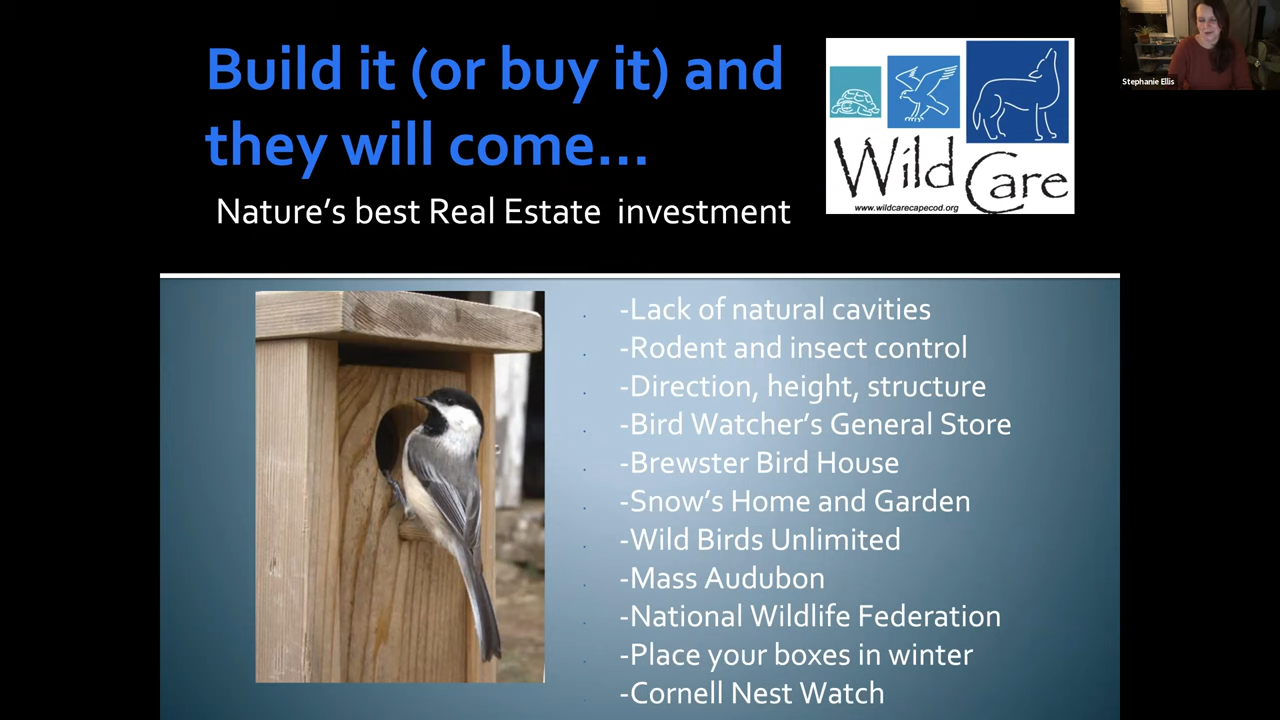 Build it (or buy it) and
they will come...
Nature's best Real Estate investment
Wild Care
www.wildcarecapecod.org
Stephanie Ellis
-Lack of natural cavities
-Rodent and insect control
-Direction, height, structure
-Bird Watcher's General Store
-Brewster Bird House
-Snow's Home and Garden
-Wild Birds Unlimited
-Mass Audubon
-National Wildlife Federation
-Place your boxes in winter
-Cornell Nest Watch